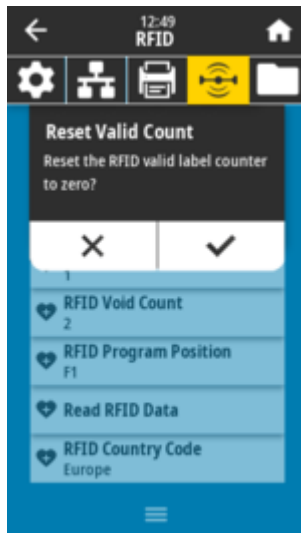 12:49
RFID
Reset Valid Count
Reset the RFID valid label counter
to zero?
1
RFID Void Count
2
RFID Program Position
F1
Read RFID Data
RFID Country Code
Europe